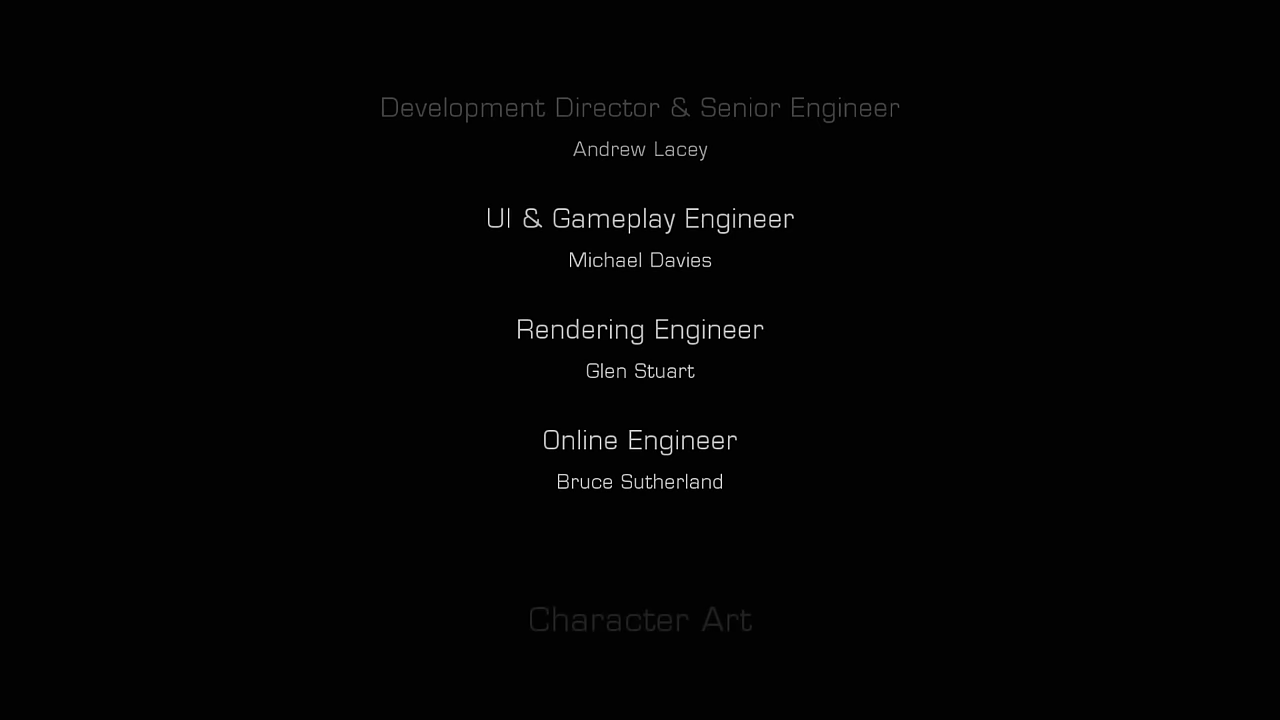 Development Director & Senior Engineer
Andrew Lacey
UI & Gameplay Engineer
Michael Davies
Rendering Engineer
Glen Stuart
Online Engineer
Bruce Sutherland
Character Art